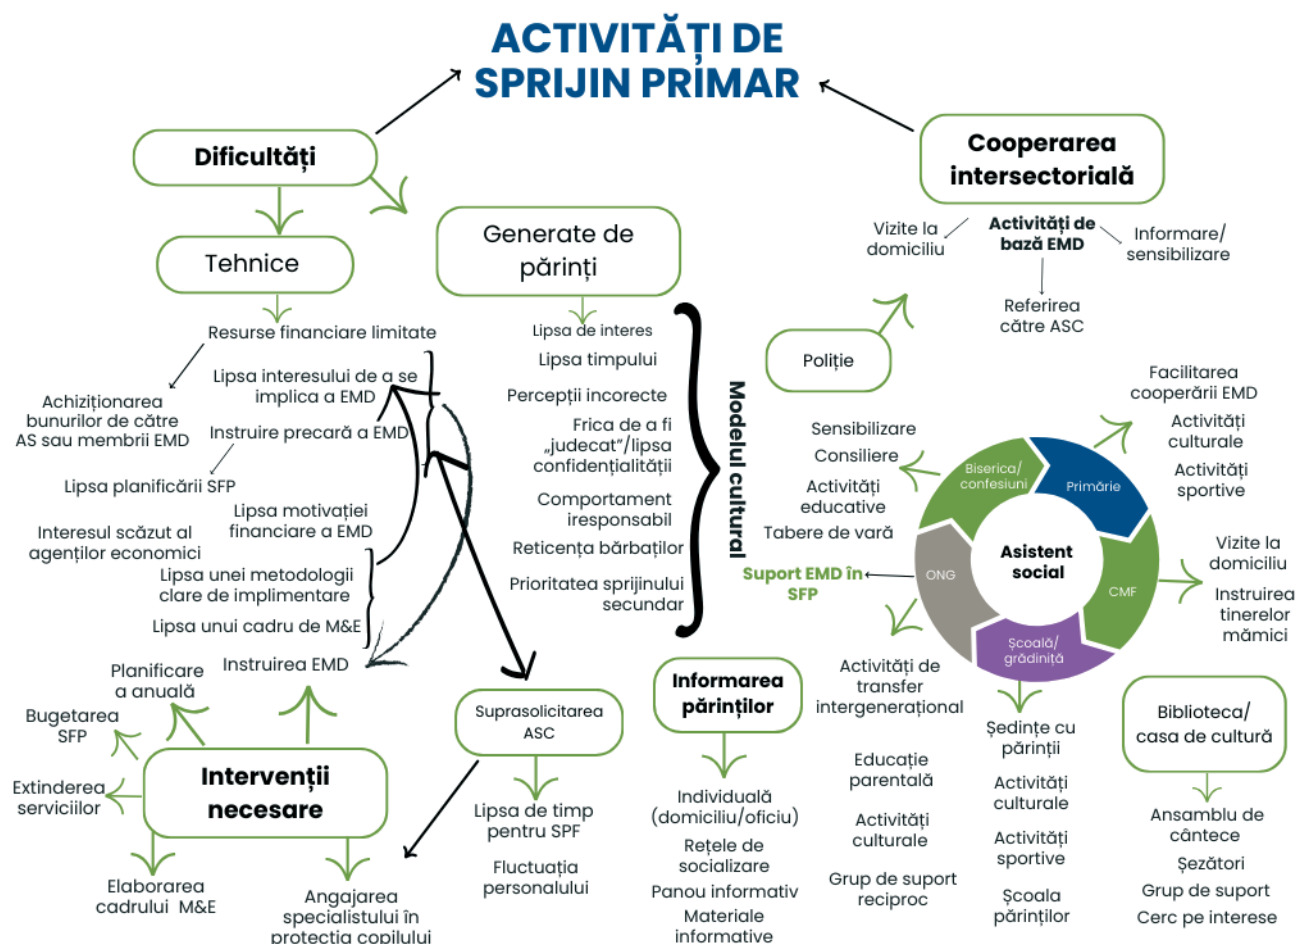 ACTIVITĂȚI DE
SPRIJIN PRIMAR
Dificultăți
Tehnice
Resurse financiare limitate
Achiziționarea
bunurilor de către
AS sau membrii EMD
Lipsa interesului de a se
implica a EMD
Instruire precară a EMD
Lipsa planificării SFP
Lipsa motivației
financiare a EMD
Interesul scăzut al
agenților economici
Lipsa unei metodologii
clare de implimentare
Lipsa unui cadru de M&E
Generate de
părinți
Lipsa de interes
Lipsa timpului
Percepții incorecte
Frica de a fi
„judecat”/lipsa
confidențialității
Comportament
iresponsabil
Reticența bărbaților
Prioritatea sprijinului
secundar
Modelul cultural
Cooperarea
intersectorială
Vizite la
domiciliu
Activități de
bază EMD
Informare/
sensibilizare
Referirea
către ASC
Poliție
Facilitarea
cooperării EMD
Activități
culturale
Activități
sportive
Sensibilizare
Consiliere
Activități
educative
Tabere de vară
Suport EMD în
SFP
Biserica/
confesiuni
Primărie
Asistent
social
ONG
CMF
Școală/
grădiniță
Vizite la
domiciliu
Instruirea
tinerelor
mămici
Activități de
transfer
intergenerațional
Educație
parentală
Activități
culturale
Grup de suport
reciproc
Ședințe cu
părinții
Activități
culturale
Activități
sportive
Școala
părinților
Biblioteca/
casa de cultură
Ansamblu de
cântece
Șezători
Grup de suport
Cerc pe interese
Informarea
părinților
Individuală
(domiciliu/oficiu)
Rețele de
socializare
Panou informativ
Materiale
informative
Suprasolicitarea
ASC
Lipsa de timp
pentru SPF
Fluctuația
personalului
Intervenții
necesare
Instruirea EMD
Planificare
a anuală
Bugetarea
SFP
Extinderea
serviciilor
Elaborarea
cadrului M&E
Angajarea
specialistului în
protecția copilului